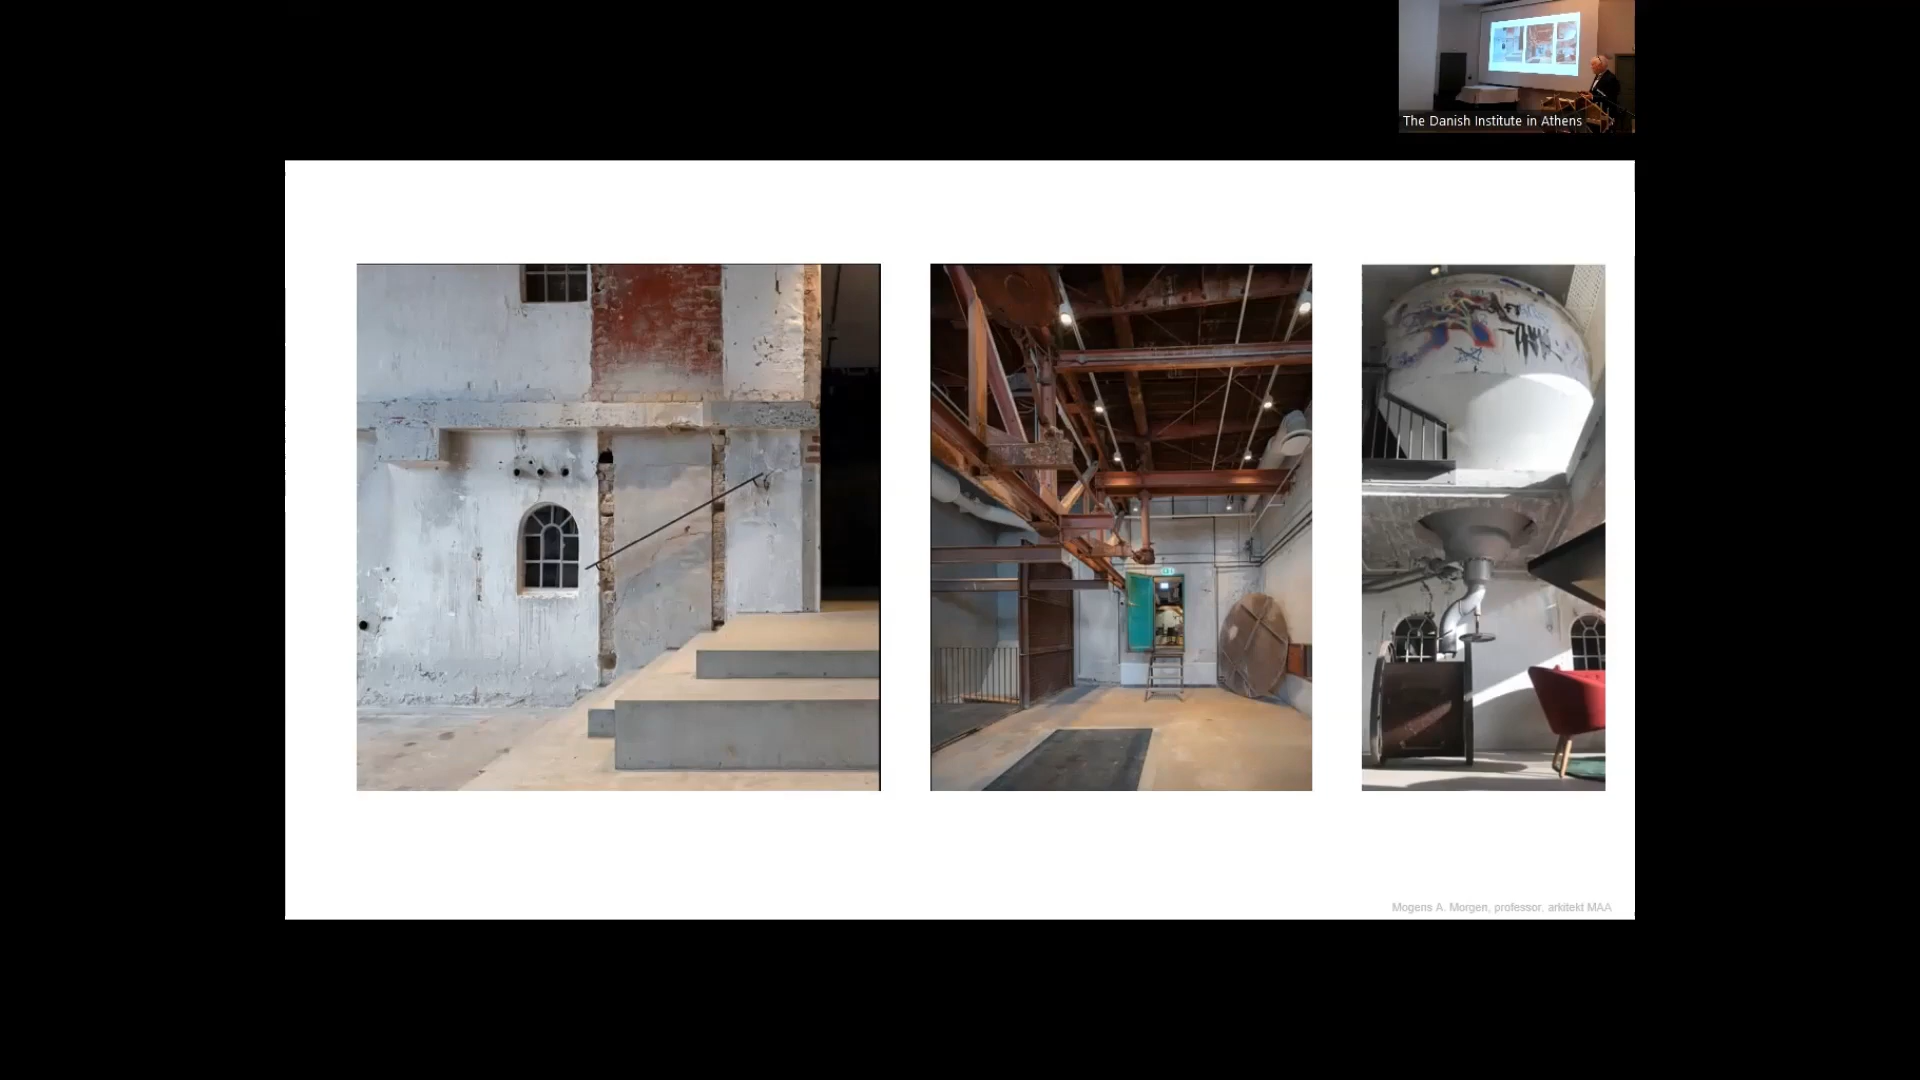 The Danish Institute in Athens
Mogens A. Morgen, professor, arkitekt MAA